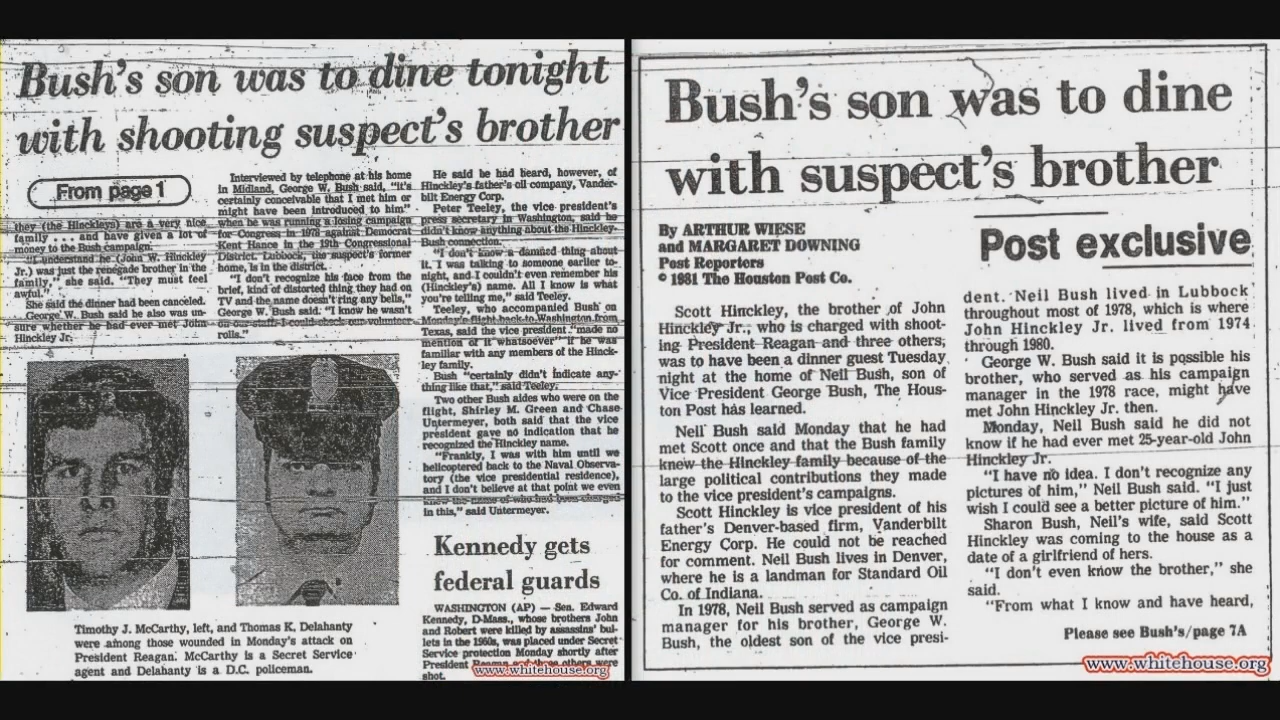 Bush's son was to dine tonight
with shooting suspect's brother
From page 1
they (the Hinckleys) are a very nice
family . . . and have given a lot of
money to the Bush campaign.
"I understand he (John W. Hinckley
Jr.) was just the renegade brother in the
family," she said. "They must feel
awful."
She said the dinner had been canceled.
George W. Bush said he also was un-
sure whether he had ever met John
Hinckley Jr.
Interviewed by telephone at his home
in Midland, George W. Bush said, "It's
certainly conceivable that I met him or
might have been introduced to him"
when he was running a losing campaign
for Congress in 1978 against Democrat
Kent Hance in the 19th Congressional
District. Lubbock, the suspect's former
home, is in the district.
"I don't recognize his face from the
brief, kind of distorted thing they had on
TV and the name doesn't ring any bells,"
George W. Bush said. "I know he wasn't
on our staff. I could check our volunteer
rolls."
He said he had heard, however, of
Hinckley's father's oil company, Vander-
bilt Energy Corp.
Peter Teeley, the vice president's
press secretary in Washington, said he
didn't know anything about the Hinckley-
Bush connection.
"I don't know a damned thing about
it. I was talking to someone earlier to-
night, and I couldn't even remember his
(Hinckley's) name. All I know is what
you're telling me," said Teeley.
Teeley, who accompanied Bush on
Monday's flight back to Washington from
Texas, said the vice president "made no
mention of it whatsoever" if he was
familiar with any members of the Hinck-
ley family.
Bush "certainly didn't indicate any-
thing like that," said Teeley.
Two other Bush aides who were on the
flight, Shirley M. Green and Chase
Untermeyer, both said that the vice
president gave no indication that he
recognized the Hinckley name.
"Frankly, I was with him until we
helicoptered back to the Naval Observa-
tory (the vice presidential residence),
and I don't believe at that point we even
knew the name of who had been charged
in this," said Untermeyer.
Timothy J. McCarthy, left, and Thomas K. Delahanty
were among those wounded in Monday's attack on
President Reagan. McCarthy is a Secret Service
agent and Delahanty is a D.C. policeman.
Kennedy gets
federal guards
WASHINGTON (AP) — Sen. Edward
Kennedy, D-Mass., whose brothers John
and Robert were killed by assassins' bul-
lets in the 1960s, was placed under Secret
Service protection Monday shortly after
President Reagan and three others were
shot.
www.whitehouse.org
Bush's son was to dine
with suspect's brother
By ARTHUR WIESE
and MARGARET DOWNING
Post Reporters
© 1981 The Houston Post Co.
Post exclusive
Scott Hinckley, the brother of John
Hinckley Jr., who is charged with shoot-
ing President Reagan and three others,
was to have been a dinner guest Tuesday
night at the home of Neil Bush, son of
Vice President George Bush, The Hous-
ton Post has learned.
Neil Bush said Monday that he had
met Scott once and that the Bush family
knew the Hinckley family because of the
large political contributions they made
to the vice president's campaigns.
Scott Hinckley is vice president of his
father's Denver-based firm, Vanderbilt
Energy Corp. He could not be reached
for comment. Neil Bush lives in Denver,
where he is a landman for Standard Oil
Co. of Indiana.
In 1978, Neil Bush served as campaign
manager for his brother, George W.
Bush, the oldest son of the vice presi-
dent. Neil Bush lived in Lubbock
throughout most of 1978, which is where
John Hinckley Jr. lived from 1974
through 1980.
George W. Bush said it is possible his
brother, who served as his campaign
manager in the 1978 race, might have
met John Hinckley Jr. then.
Monday, Neil Bush said he did not
know if he had ever met 25-year-old John
Hinckley Jr.
"I have no idea. I don't recognize any
pictures of him," Neil Bush said. "I just
wish I could see a better picture of him."
Sharon Bush, Neil's wife, said Scott
Hinckley was coming to the house as a
date of a girlfriend of hers.
"I don't even know the brother," she
said.
"From what I know and have heard,
Please see Bush's/page 7A
www.whitehouse.org